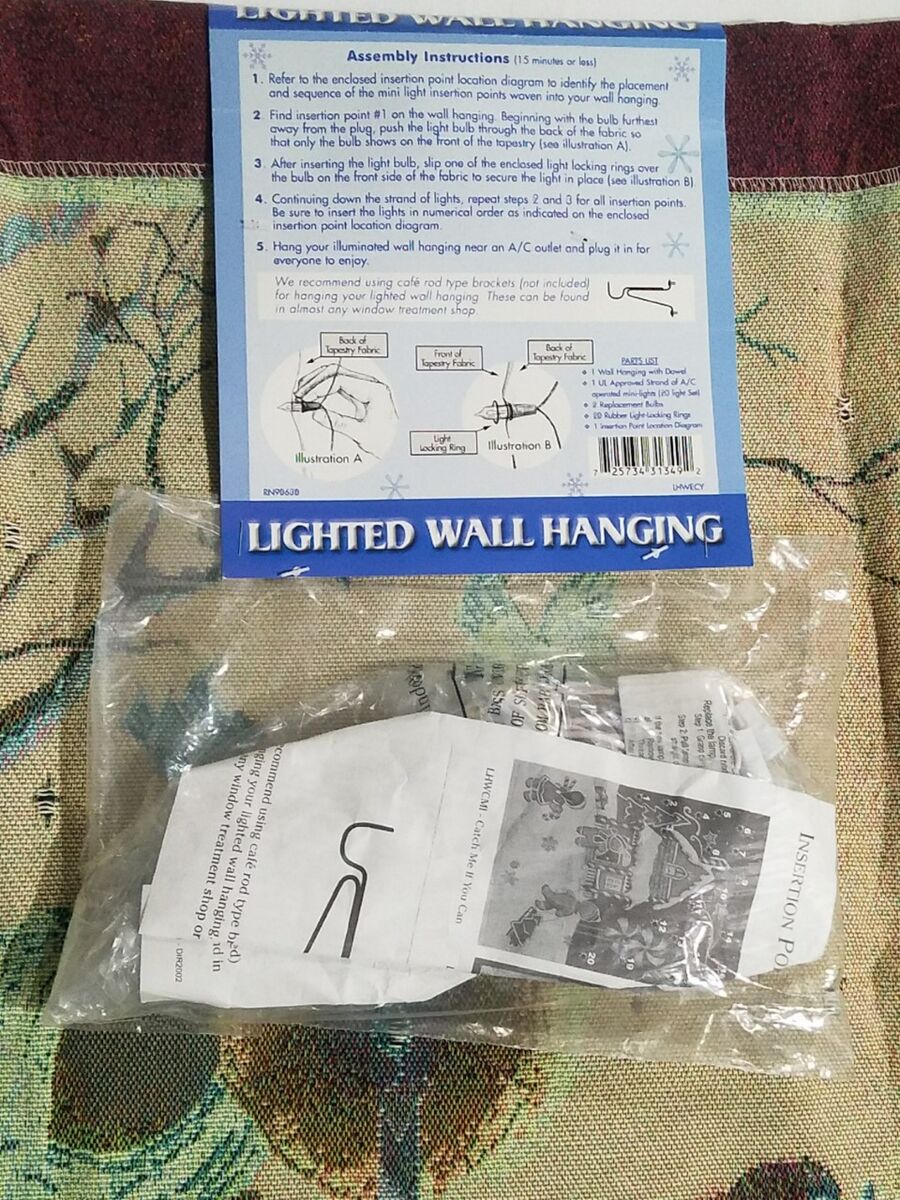 LIGHTED WALL HANGING
Assembly Instructions (15 minutes or less)
1. Refer to the enclosed insertion point location diagram to identify the placement
and sequence of the mini light insertion points woven into your wall hanging.
2 Find insertion point #1 on the wall hanging. Beginning with the bulb furthest
away from the plug, push the light bulb through the back of the fabric so
that only the bulb shows on the front of the tapestry (see illustration A).
3. After inserting the light bulb, slip one of the enclosed light locking rings over
the bulb on the front side of the fabric to secure the light in place (see illustration B)
4. Continuing down the strand of lights, repeat steps 2 and 3 for all insertion points.
Be sure to insert the lights in numerical order as indicated on the enclosed
insertion point location diagram.
5. Hang your illuminated wall hanging near an A/C outlet and plug it in for
everyone to enjoy.
We recommend using café rod type brackets (not included)
for hanging your lighted wall hanging These can be found
in almost any window treatment shop.
Back of
Tapestry Fabric
Illustration A
Front of
Tapestry Fabric
Back of
Tapestry Fabric
Light
Locking Ring
Illustration B
PARTS LIST
1 Wall Hanging with Dowel
1 UL Approved Strand of A/C
operated mini-lights (20 light Set)
2 Replacement Bulbs
20 Rubber Light-Locking Rings
1 Insertion Point Location Diagram
7 25734 31349 2
RN90630
LHWECY
LIGHTED WALL HANGING
INSERTION PO
LHWCMI - Catch Me If You Can
commend using café rod type b
ging your lighted wall hanging.
ny window treatment shop or
- DIR2002
Replace the lamp